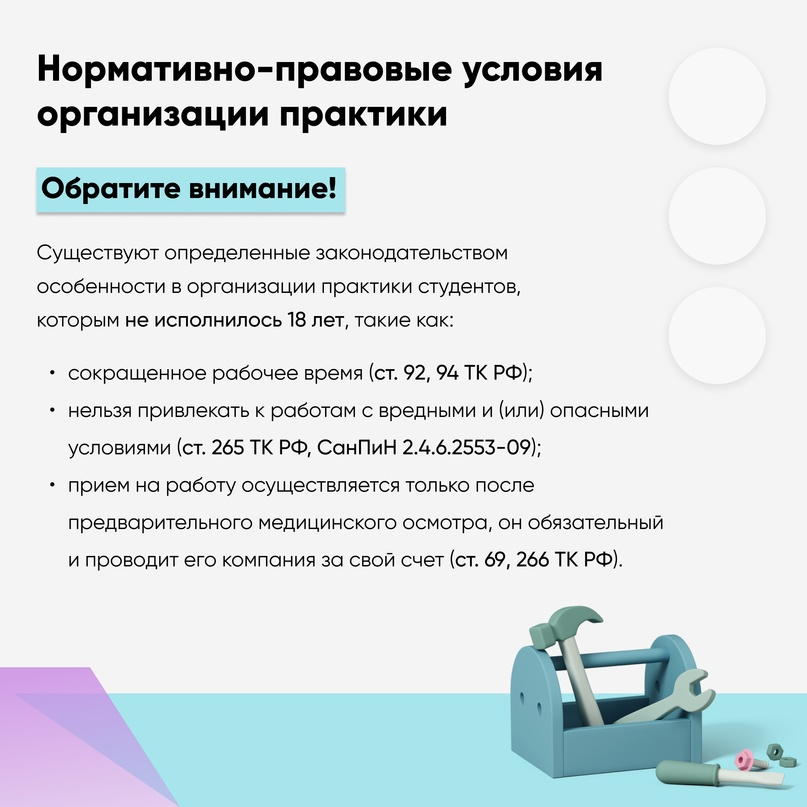 Нормативно-правовые условия
организации практики
Обратите внимание!
Существуют определенные законодательством
особенности в организации практики студентов,
которым не исполнилось 18 лет, такие как:
• сокращенное рабочее время (ст. 92, 94 ТК РФ);
• нельзя привлекать к работам с вредными и (или) опасными
условиями (ст. 265 ТК РФ, СанПиН 2.4.6.2553-09);
• прием на работу осуществляется только после
предварительного медицинского осмотра, он обязательный
и проводит его компания за свой счет (ст. 69, 266 ТК РФ).